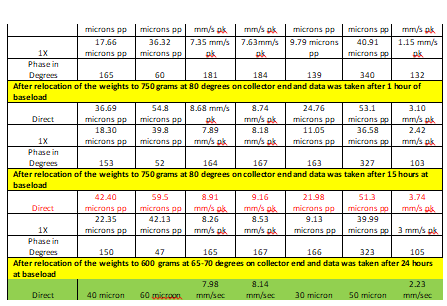 microns pp microns pp mm/s pk mm/s pk microns pp microns pp mm/s pk
1X 17.66 microns pp 36.32 microns pp 7.35 mm/s pk 7.63mm/s pk 9.79 microns pp 40.91 microns pp 1.15 mm/s pk
Phase in Degrees 165 60 181 184 139 340 132
After relocation of the weights to 750 grams at 80 degrees on collector end and data was taken after 1 hour of
baseload
Direct 36.69 microns pp 54.8 microns pp 8.68 mm/s pk 8.74 mm/s pk 24.76 microns pp 53.1 microns pp 3.10 mm/s pk
1X 18.30 microns pp 39.8 microns pp 7.89 mm/s pk 8.18 mm/s pk 11.05 microns pp 36.58 microns pp 2.42 mm/s pk
Phase in Degrees 153 52 164 167 163 327 103
After relocation of the weights to 750 grams at 80 degrees on collector end and data was taken after 15 hours at
baseload
Direct 42.40 microns pp 59.5 microns pp 8.91 mm/s pk 9.16 mm/s pk 21.98 microns pp 51.3 microns pp 3.74 mm/s pk
1X 22.35 microns pp 42.13 microns pp 8.26 mm/s pk 8.53 mm/s pk 9.13 microns pp 39.99 microns pp 3 mm/s pk
Phase in Degrees 150 47 165 167 166 323 105
After relocation of the weights to 600 grams at 65-70 degrees on collector end and data was taken after 24 hours
at baseload
Direct 40 micron 60 microon 7.98 mm/sec 8.14 mm/sec 30 micron 50 micron 2.23 mm/sec